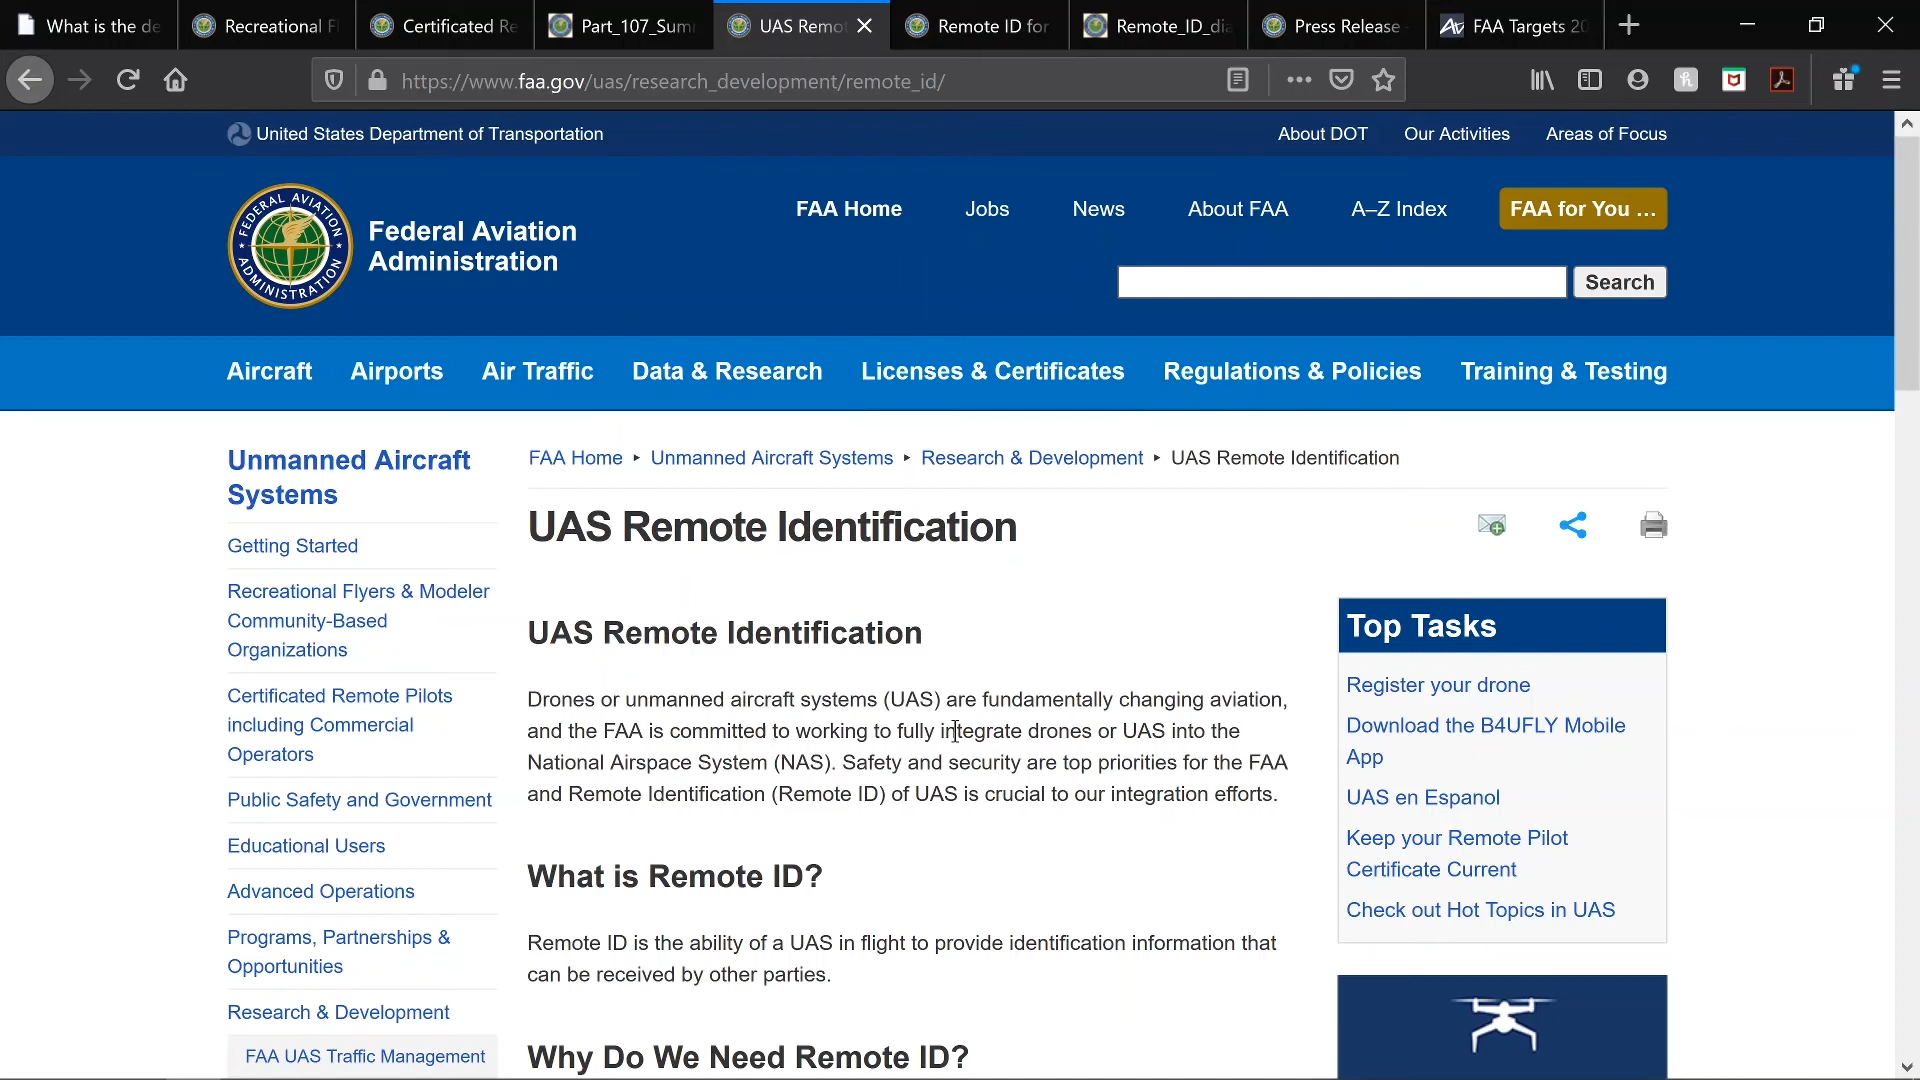 What is the de
Recreational F
Certificated Re
Part_107_Sum
UAS Remo
Remote ID for
Remote_ID_di
Press Release -
FAA Targets 20
https://www.faa.gov/uas/research_development/remote_id/
United States Department of Transportation
About DOT
Our Activities
Areas of Focus
FEDERAL AVIATION
ADMINISTRATION
Federal Aviation
Administration
FAA Home
Jobs
News
About FAA
A–Z Index
FAA for You ...
Search
Aircraft
Airports
Air Traffic
Data & Research
Licenses & Certificates
Regulations & Policies
Training & Testing
Unmanned Aircraft
Systems
Getting Started
Recreational Flyers & Modeler
Community-Based
Organizations
Certificated Remote Pilots
including Commercial
Operators
Public Safety and Government
Educational Users
Advanced Operations
Programs, Partnerships &
Opportunities
Research & Development
FAA UAS Traffic Management
FAA Home ▸ Unmanned Aircraft Systems ▸ Research & Development ▸ UAS Remote Identification
UAS Remote Identification
UAS Remote Identification
Drones or unmanned aircraft systems (UAS) are fundamentally changing aviation,
and the FAA is committed to working to fully integrate drones or UAS into the
National Airspace System (NAS). Safety and security are top priorities for the FAA
and Remote Identification (Remote ID) of UAS is crucial to our integration efforts.
What is Remote ID?
Remote ID is the ability of a UAS in flight to provide identification information that
can be received by other parties.
Why Do We Need Remote ID?
Top Tasks
Register your drone
Download the B4UFLY Mobile
App
UAS en Espanol
Keep your Remote Pilot
Certificate Current
Check out Hot Topics in UAS